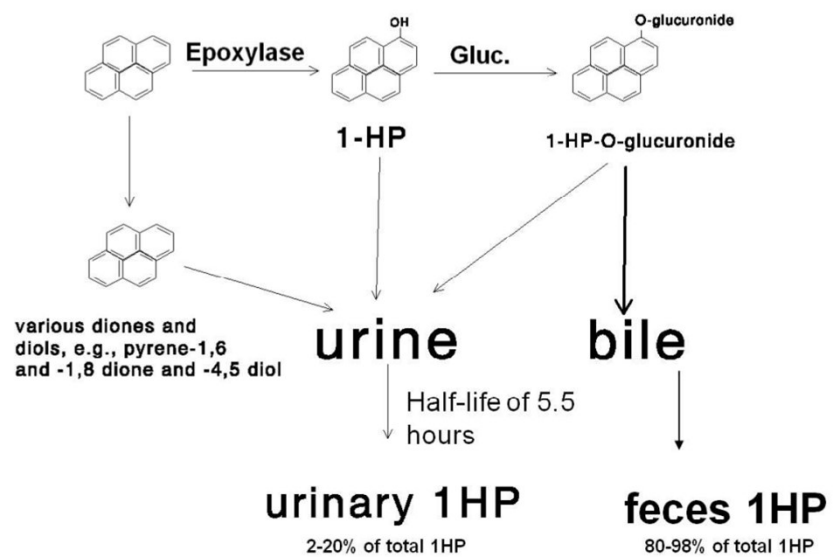 OH
O-glucuronide
Epoxylase
Gluc.
1-HP
1-HP-O-glucuronide
various diones and
diols, e.g., pyrene-1,6
and -1,8 dione and -4,5 diol
urine
bile
Half-life of 5.5
hours
urinary 1HP
2-20% of total 1HP
feces 1HP
80-98% of total 1HP